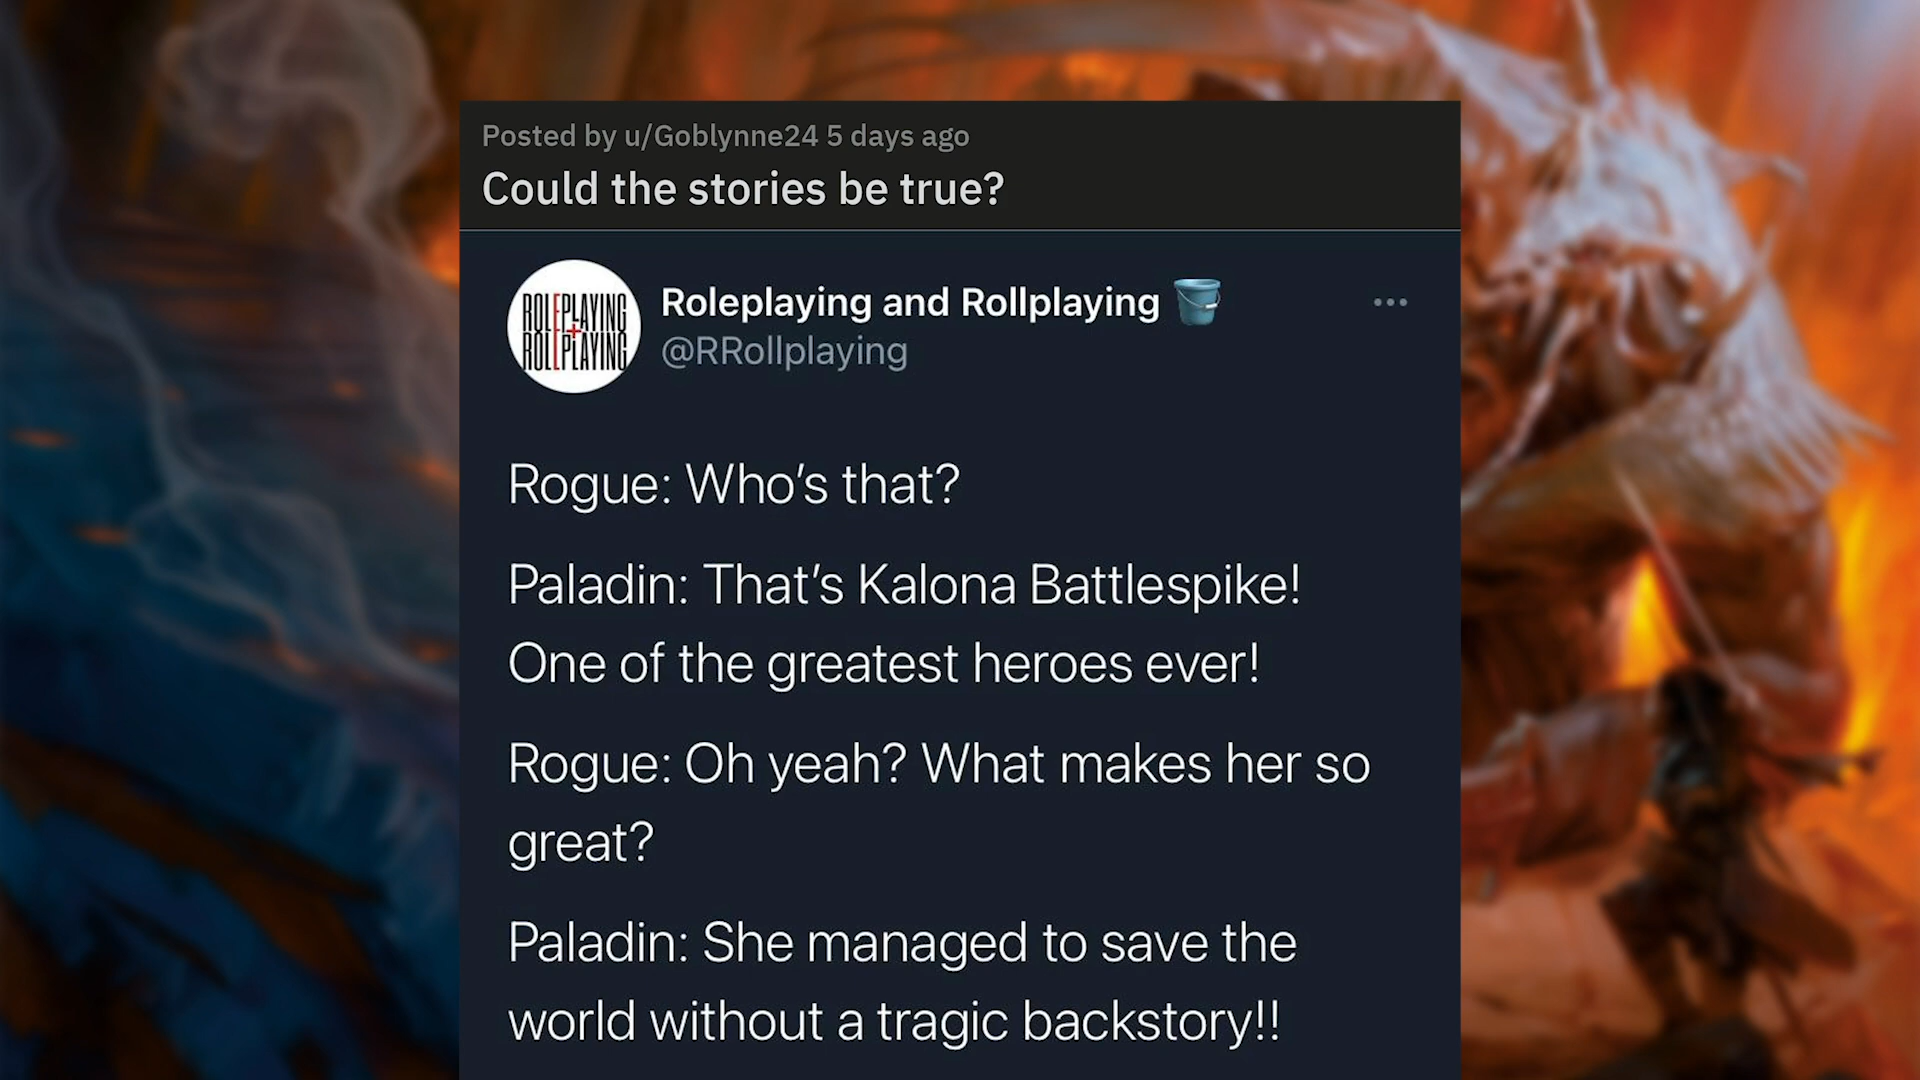 Posted by u/Goblynne24 5 days ago
Could the stories be true?
ROLEPLAYING
+
ROLLPLAYING
Roleplaying and Rollplaying 🪣
@RRollplaying
Rogue: Who's that?
Paladin: That's Kalona Battlespike!
One of the greatest heroes ever!
Rogue: Oh yeah? What makes her so
great?
Paladin: She managed to save the
world without a tragic backstory!!